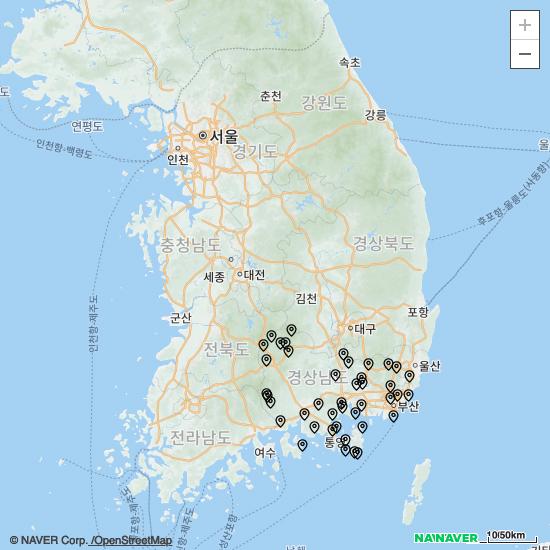 속초
춘천
강원도
도
연평도
강릉
서울
인천
인천항-백령도
경기도
울
후포항-울릉도(사동항)
충청남도
경상북도
세종
대전
인천항-제주도
김천
군산
포항
대구
전북도
울산
경상남도
부산
전라남도
여수
통영
© NAVER Corp. /OpenStreetMap
NAVER
10/50km